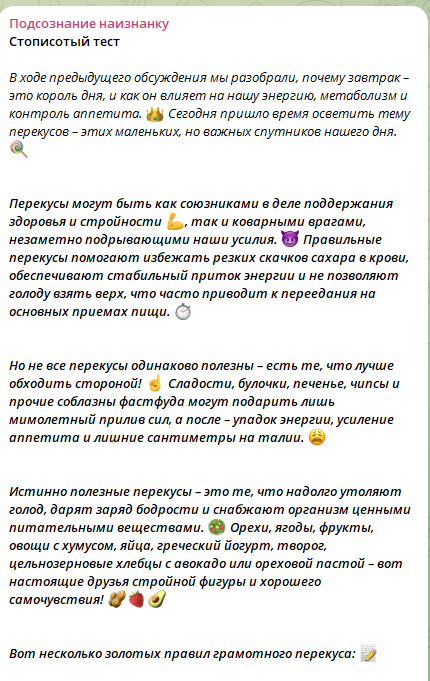 Подсознание наизнанку
Стописотый тест
В ходе предыдущего обсуждения мы разобрали, почему завтрак –
это король дня, и как он влияет на нашу энергию, метаболизм и
контроль аппетита. 👑 Сегодня пришло время осветить тему
перекусов – этих маленьких, но важных спутников нашего дня.
🍭
Перекусы могут быть как союзниками в деле поддержания
здоровья и стройности 💪, так и коварными врагами,
незаметно подрывающими наши усилия. 😈 Правильные
перекусы помогают избежать резких скачков сахара в крови,
обеспечивают стабильный приток энергии и не позволяют
голоду взять верх, что часто приводит к переедания на
основных приемах пищи. ⏱
Но не все перекусы одинаково полезны – есть те, что лучше
обходить стороной! ☝ Сладости, булочки, печенье, чипсы и
прочие соблазны фастфуда могут подарить лишь
мимолетный прилив сил, а после – упадок энергии, усиление
аппетита и лишние сантиметры на талии. 😩
Истинно полезные перекусы – это те, что надолго утоляют
голод, дарят заряд бодрости и снабжают организм ценными
питательными веществами. 🥗 Орехи, ягоды, фрукты,
овощи с хумусом, яйца, греческий йогурт, творог,
цельнозерновые хлебцы с авокадо или ореховой пастой – вот
настоящие друзья стройной фигуры и хорошего
самочувствия! 🥜🍓🥑
Вот несколько золотых правил грамотного перекуса: 📝